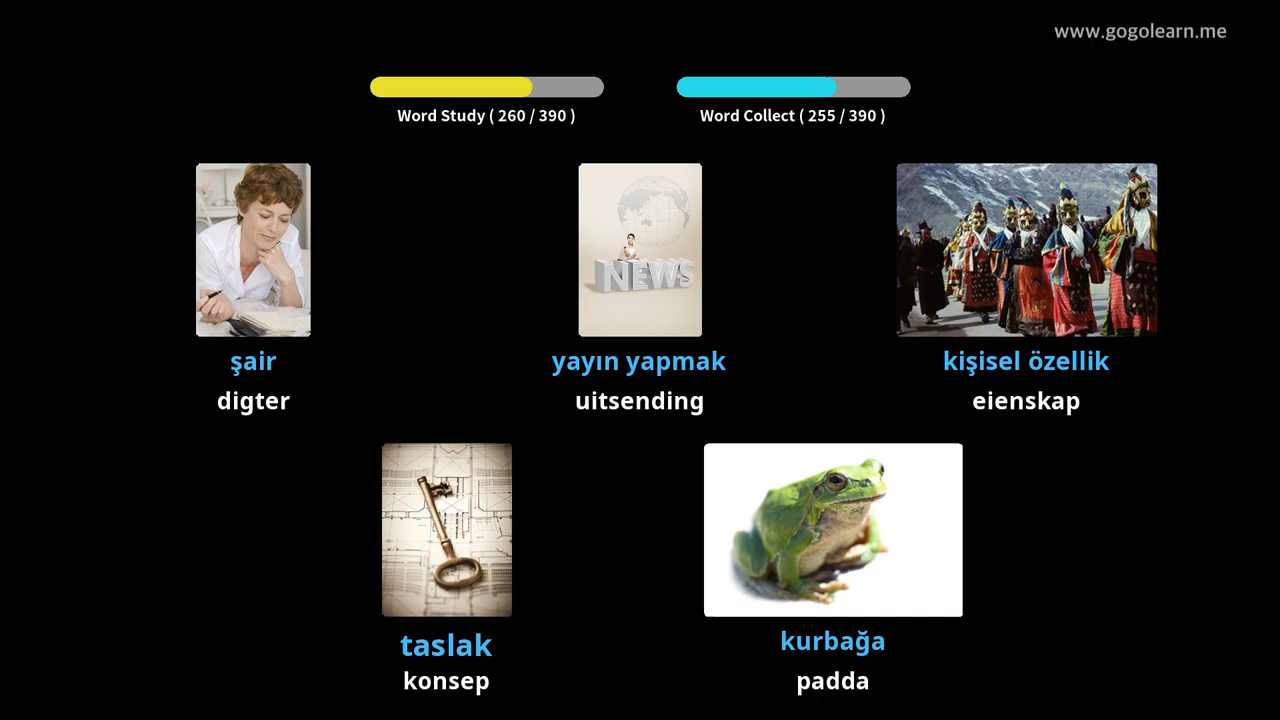 www.gogolearn.me
Word Study ( 260 / 390 )
Word Collect ( 255 / 390 )
NEWS
şair
yayın yapmak
kişisel özellik
digter
uitsending
eienskap
taslak
kurbağa
konsep
padda